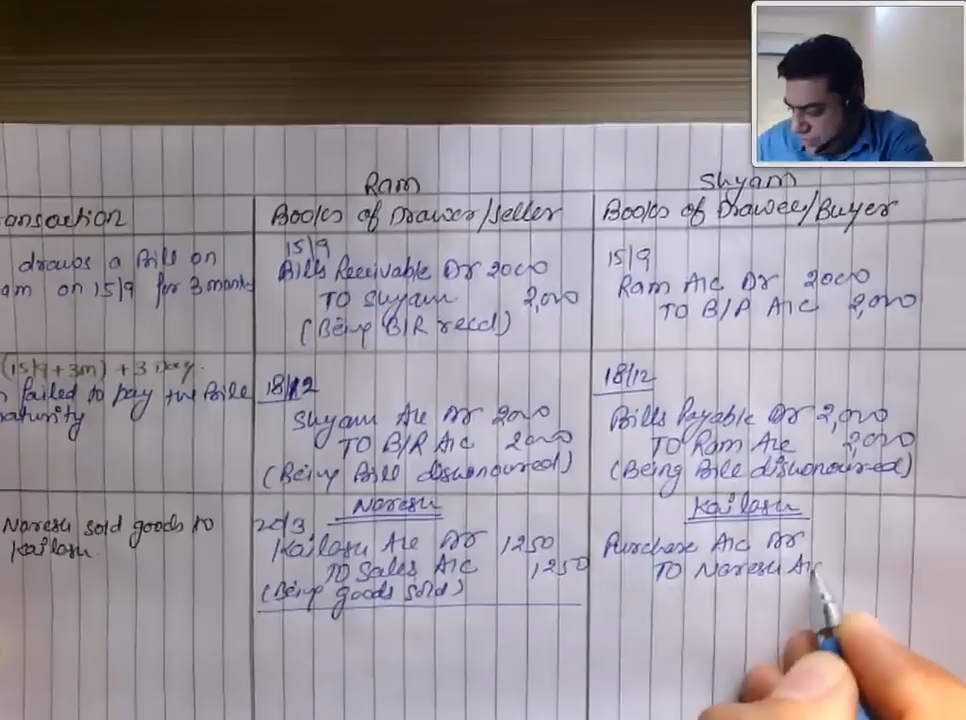 Ram
Shyam
ansaction
Books of Drawer/Seller
Books of Drawee/Buyer
draws a Bill on
am on 15/9 for 3 months
15/9
Bills Receivable Dr 2000
TO Shyam 2,000
(Being B/R recd)
15/9
Ram A/c Dr 2000
TO B/P A/c 2,000
(15/9+3m) + 3 Day.
failed to pay the Bill
aturity
18/12
Shyam A/c Dr 2000
TO B/R A/c 2000
(Being Bill dishonoured)
18/12
Bills Payable Dr 2,000
TO Ram A/c 2,000
(Being Bill dishonoured)
Naresh sold goods to
Kailash.
Naresh
20/3
Kailash A/c Dr 1250
TO Sales A/c 1250
(Being goods sold)
Kailash
Purchase A/c Dr
TO Naresh A/c